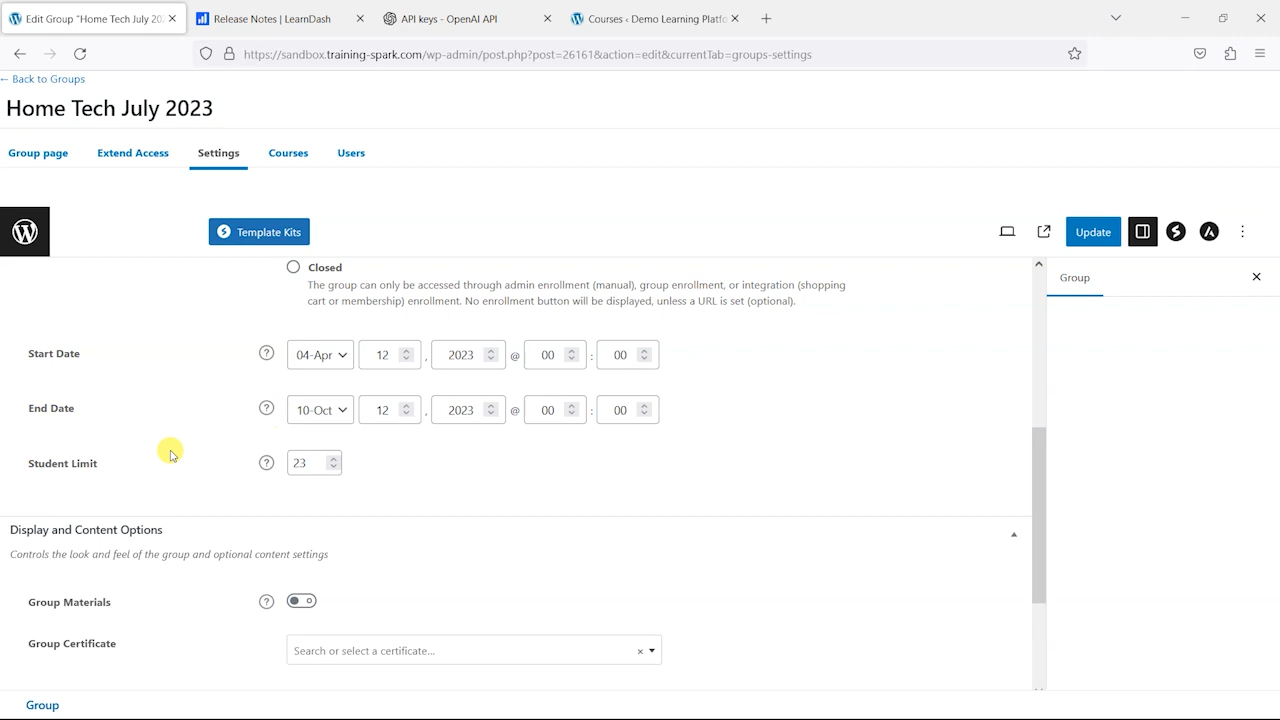 Edit Group "Home Tech July 202
Release Notes | LearnDash
API keys - OpenAI API
Courses ‹ Demo Learning Platfo
https://sandbox.training-spark.com/wp-admin/post.php?post=26161&action=edit&currentTab=groups-settings
← Back to Groups
Home Tech July 2023
Group page Extend Access Settings Courses Users
Template Kits
Update
Closed
The group can only be accessed through admin enrollment (manual), group enrollment, or integration (shopping
cart or membership) enrollment. No enrollment button will be displayed, unless a URL is set (optional).
Group
Start Date ? 04-Apr 12 , 2023 @ 00 : 00
End Date ? 10-Oct 12 , 2023 @ 00 : 00
Student Limit ? 23
Display and Content Options
Controls the look and feel of the group and optional content settings
Group Materials ?
Group Certificate
Search or select a certificate... ×
Group